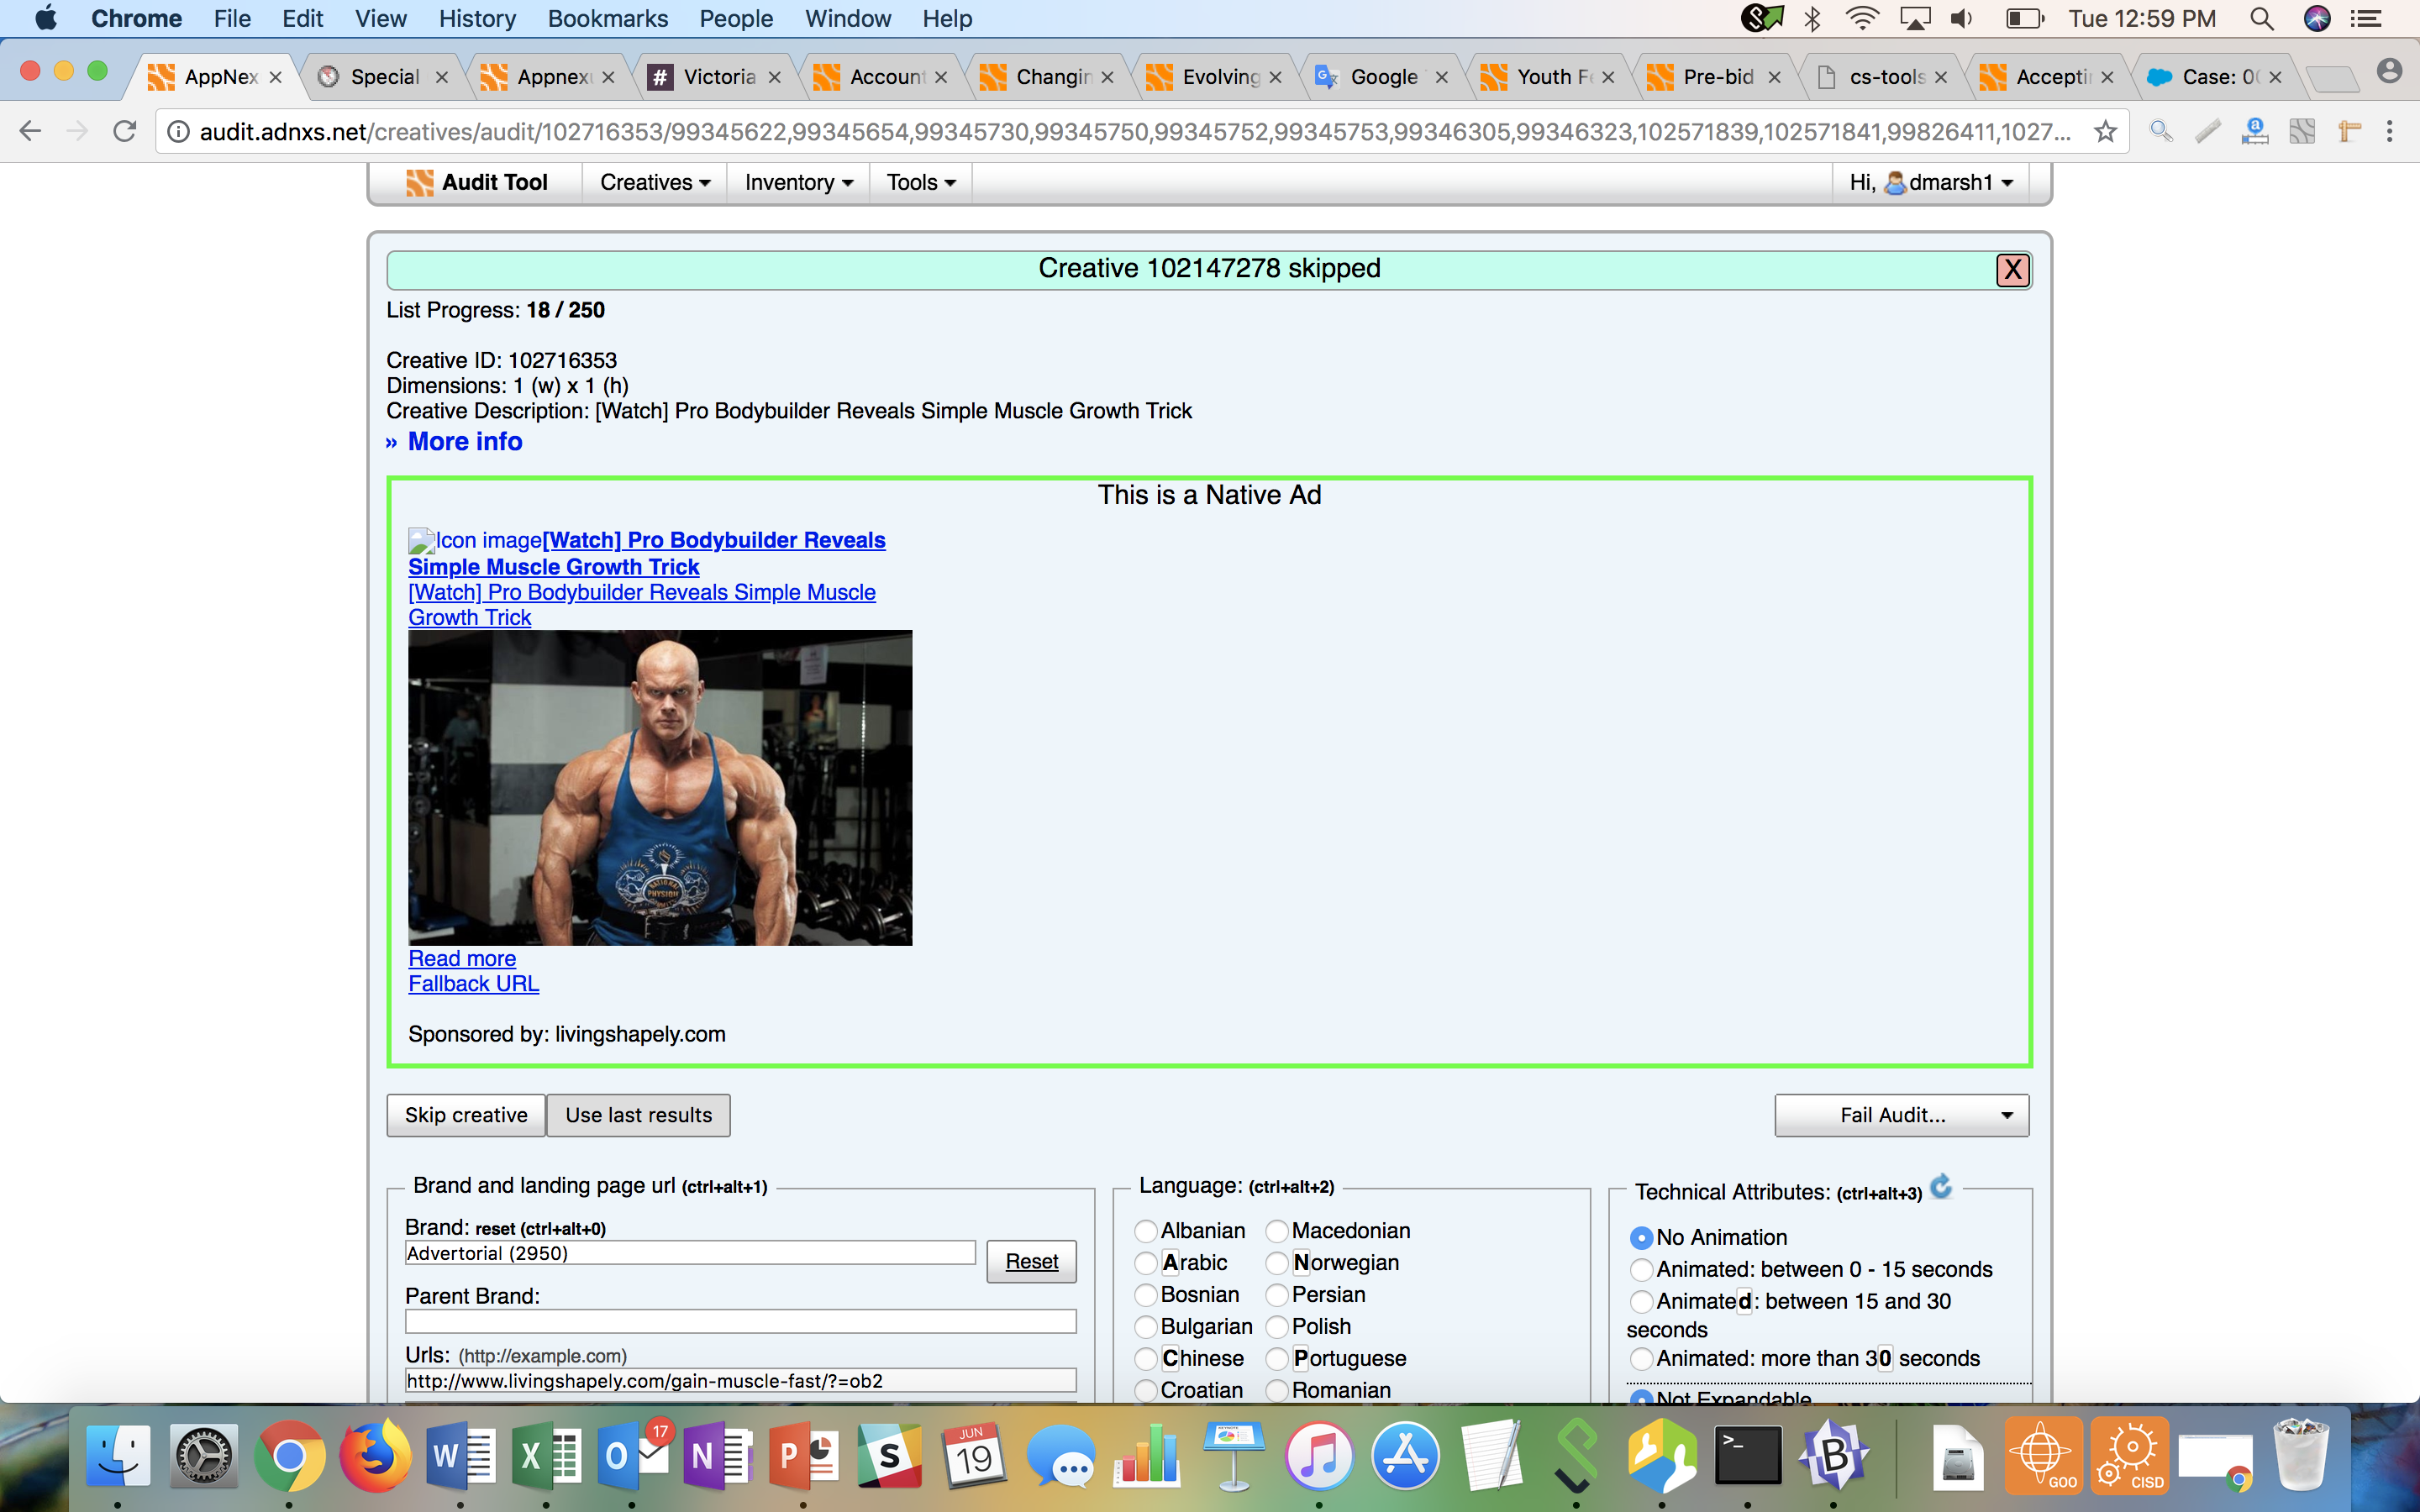 Chrome File Edit View History Bookmarks People Window Help Tue 12:59 PM
AppNex Special Appnexu # Victoria Account Changin Evolving Google Youth Fe Pre-bid cs-tools Accepti Case: 00
audit.adnxs.net/creatives/audit/102716353/99345622,99345654,99345730,99345750,99345752,99345753,99346305,99346323,102571839,102571841,99826411,1027...
Audit Tool Creatives Inventory Tools Hi, dmarsh1
Creative 102147278 skipped X
List Progress: 18 / 250
Creative ID: 102716353
Dimensions: 1 (w) x 1 (h)
Creative Description: [Watch] Pro Bodybuilder Reveals Simple Muscle Growth Trick
» More info
This is a Native Ad
Icon image[Watch] Pro Bodybuilder Reveals
Simple Muscle Growth Trick
[Watch] Pro Bodybuilder Reveals Simple Muscle
Growth Trick
NATIONAL
PHYSIQUE
Read more
Fallback URL
Sponsored by: livingshapely.com
Skip creative Use last results Fail Audit...
Brand and landing page url (ctrl+alt+1)
Brand: reset (ctrl+alt+0)
Advertorial (2950)
Reset
Parent Brand:
Urls: (http://example.com)
http://www.livingshapely.com/gain-muscle-fast/?=ob2
Language: (ctrl+alt+2)
Albanian Macedonian
Arabic Norwegian
Bosnian Persian
Bulgarian Polish
Chinese Portuguese
Croatian Romanian
Technical Attributes: (ctrl+alt+3)
No Animation
Animated: between 0 - 15 seconds
Animated: between 15 and 30
seconds
Animated: more than 30 seconds
Not Expandable
W X O 17 N P S JUN 19 >_ B GOO CISD